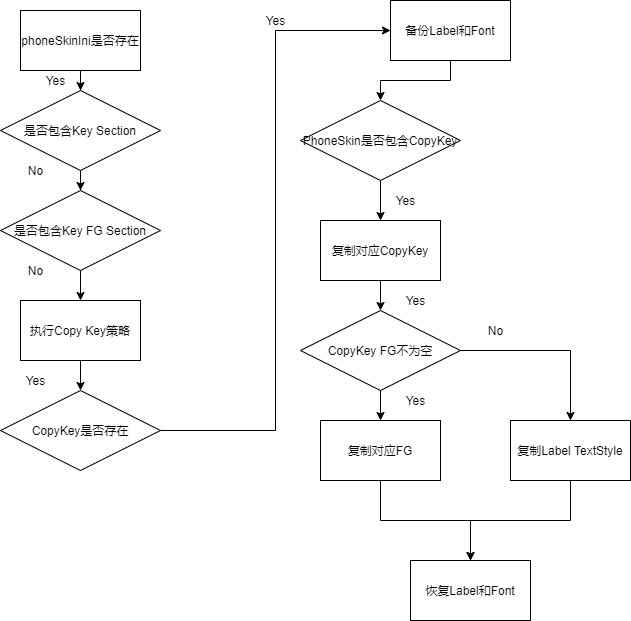 phoneSkinIni是否存在
Yes
是否包含Key Section
No
是否包含Key FG Section
No
执行Copy Key策略
Yes
CopyKey是否存在
Yes
备份Label和Font
PhoneSkin是否包含CopyKey
Yes
复制对应CopyKey
Yes
CopyKey FG不为空
No
Yes
复制对应FG
复制Label TextStyle
恢复Label和Font